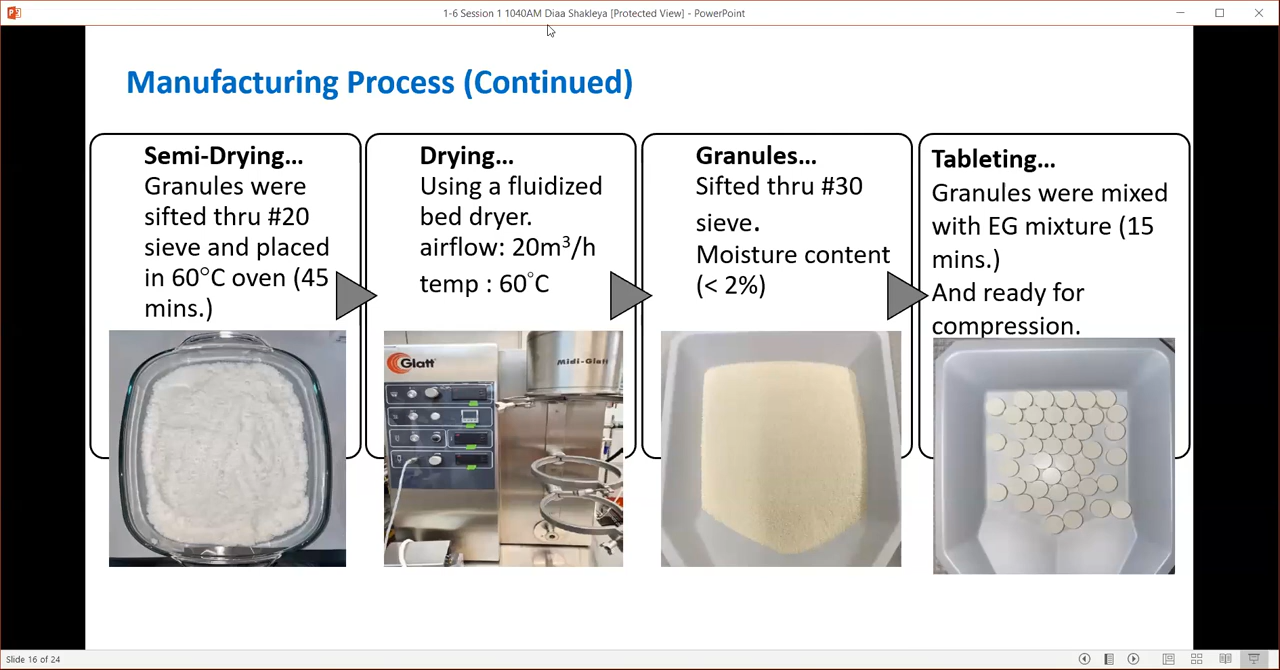 1-6 Session 1 1040AM Diaa Shakleya [Protected View] - PowerPoint
Manufacturing Process (Continued)
Semi-Drying...
Granules were
sifted thru #20
sieve and placed
in 60°C oven (45
mins.)
Drying...
Using a fluidized
bed dryer.
airflow: 20m³/h
temp : 60°C
Granules...
Sifted thru #30
sieve.
Moisture content
(< 2%)
Tableting...
Granules were mixed
with EG mixture (15
mins.)
And ready for
compression.
Glatt
Midi-Glatt
Slide 16 of 24